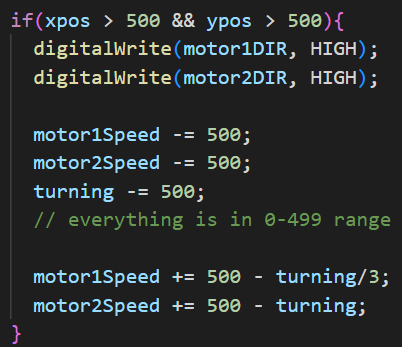 if(xpos > 500 && ypos > 500){
digitalWrite(motor1DIR, HIGH);
digitalWrite(motor2DIR, HIGH);
motor1Speed -= 500;
motor2Speed -= 500;
turning -= 500;
// everything is in 0-499 range
motor1Speed += 500 - turning/3;
motor2Speed += 500 - turning;
}